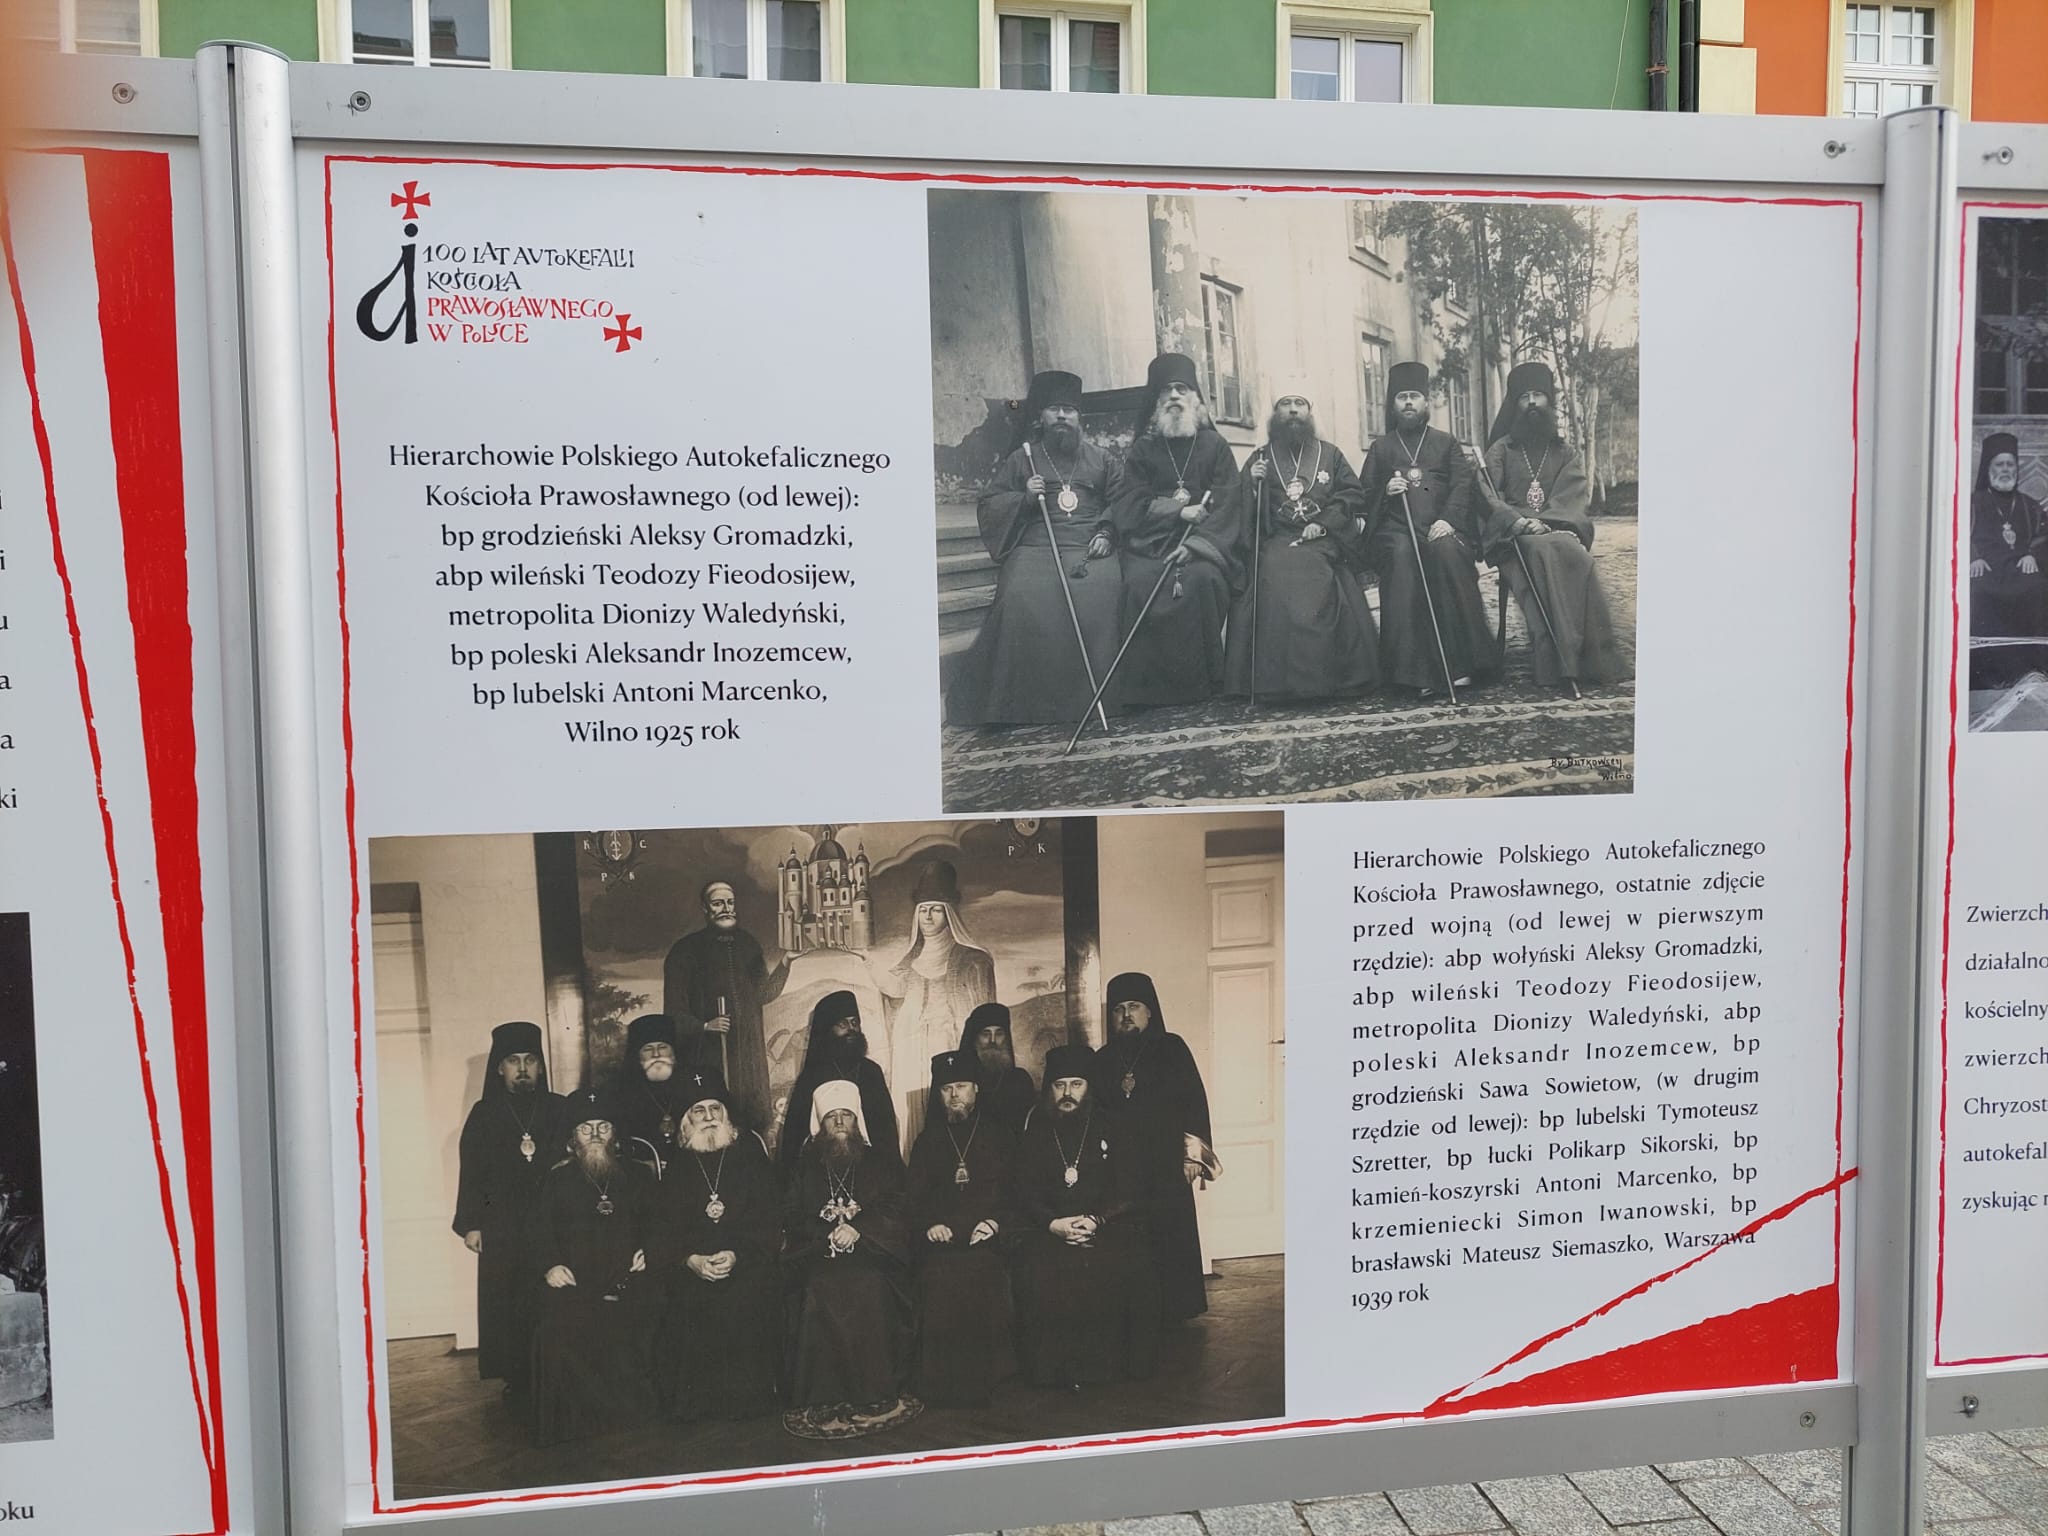 100 LAT AUTOKEFALII
KOŚCIOŁA
PRAWOSŁAWNEGO
W POLSCE
Hierarchowie Polskiego Autokefalicznego
Kościoła Prawosławnego (od lewej):
bp grodzieński Aleksy Gromadzki,
abp wileński Teodozy Fieodosijew,
metropolita Dionizy Waledyński,
bp poleski Aleksandr Inozemcew,
bp lubelski Antoni Marcenko,
Wilno 1925 rok
Wilno
K C
P K
P K
Hierarchowie Polskiego Autokefalicznego
Kościoła Prawosławnego, ostatnie zdjęcie
przed wojną (od lewej w pierwszym
rzędzie): abp wołyński Aleksy Gromadzki,
abp wileński Teodozy Fieodosijew,
metropolita Dionizy Waledyński, abp
poleski Aleksandr Inozemcew, bp
grodzieński Sawa Sowietow, (w drugim
rzędzie od lewej): bp lubelski Tymoteusz
Szretter, bp łucki Polikarp Sikorski, bp
kamień-koszyrski Antoni Marcenko, bp
krzemieniecki Simon Iwanowski, bp
brasławski Mateusz Siemaszko, Warszawa
1939 rok
Zwierzch
działalno
kościelny
zwierzch
Chryzost
autokefal
zyskując